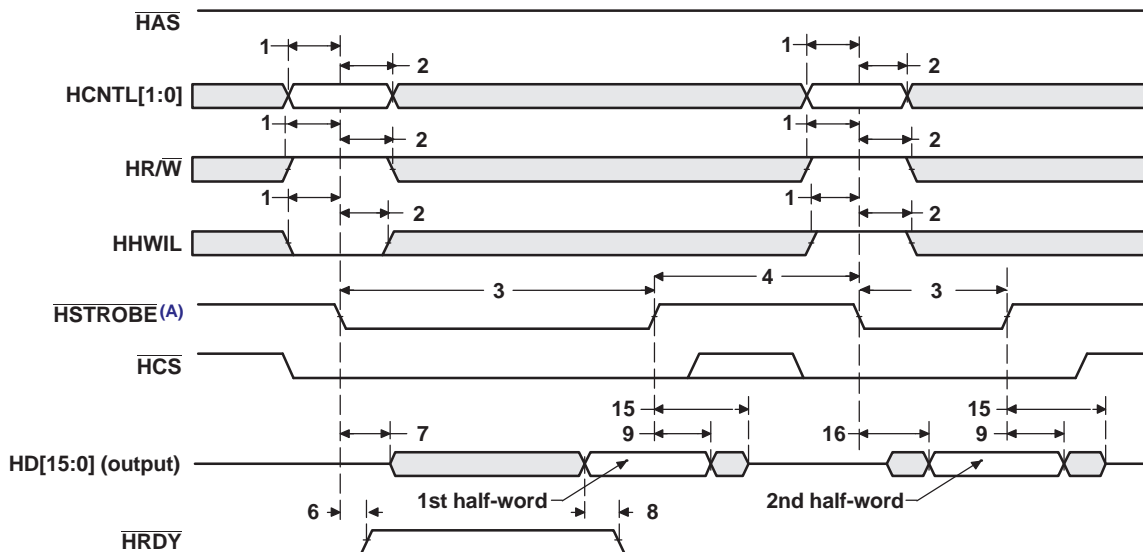 HAS
1
1
2
2
HCNTL[1:0]
1
1
2
2
HR/W
1
1
2
2
HHWIL
3
4
3
HSTROBE(A)
HCS
15
15
7
9
16
9
HD[15:0] (output)
1st half-word
2nd half-word
6
8
HRDY